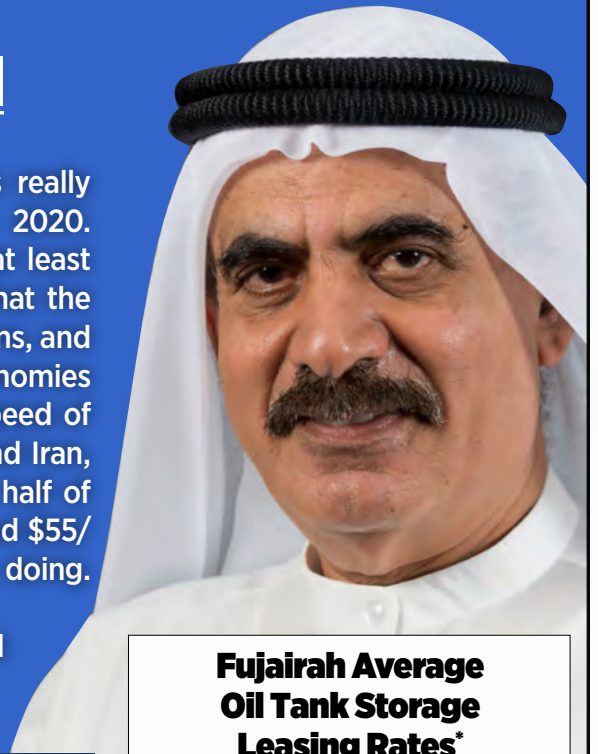 really
2020.
at least
hat the
ns, and
nomies
peed of
nd Iran,
half of
d $55/
doing.
Fujairah Average
Oil Tank Storage
Leasing Rates*